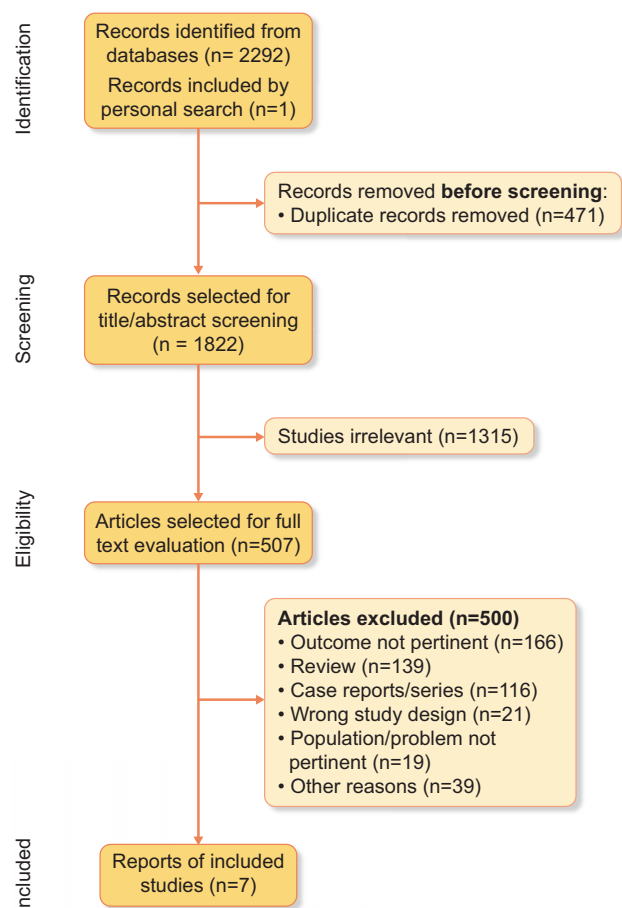 Identification
Records identified from
databases (n= 2292)
Records included by
personal search (n=1)
Records removed before screening:
• Duplicate records removed (n=471)
Screening
Records selected for
title/abstract screening
(n = 1822)
Studies irrelevant (n=1315)
Eligibility
Articles selected for full
text evaluation (n=507)
Articles excluded (n=500)
• Outcome not pertinent (n=166)
• Review (n=139)
• Case reports/series (n=116)
• Wrong study design (n=21)
• Population/problem not
pertinent (n=19)
• Other reasons (n=39)
ncluded
Reports of included
studies (n=7)